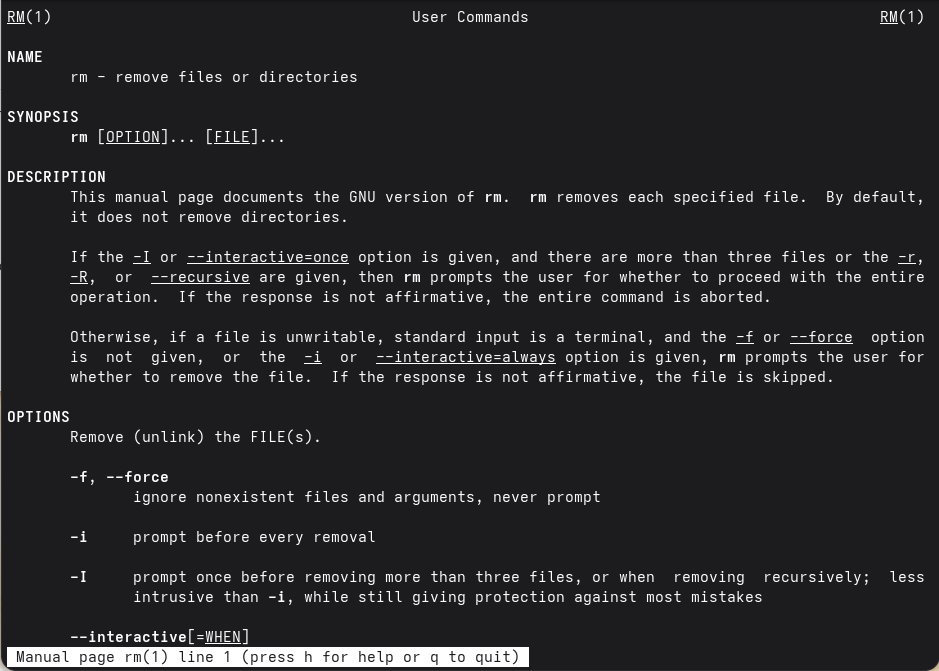 RM(1) User Commands RM(1)
NAME
rm - remove files or directories
SYNOPSIS
rm [OPTION]... [FILE]...
DESCRIPTION
This manual page documents the GNU version of rm.  rm removes each specified file.  By default,
it does not remove directories.
If the -I or --interactive=once option is given, and there are more than three files or the -r,
-R,  or  --recursive are given, then rm prompts the user for whether to proceed with the entire
operation.  If the response is not affirmative, the entire command is aborted.
Otherwise, if a file is unwritable, standard input is a terminal, and the -f or --force  option
is  not  given,  or  the  -i  or  --interactive=always option is given, rm prompts the user for
whether to remove the file.  If the response is not affirmative, the file is skipped.
OPTIONS
Remove (unlink) the FILE(s).
-f, --force
ignore nonexistent files and arguments, never prompt
-i     prompt before every removal
-I     prompt once before removing more than three files, or when  removing  recursively;  less
intrusive than -i, while still giving protection against most mistakes
--interactive[=WHEN]
Manual page rm(1) line 1 (press h for help or q to quit)